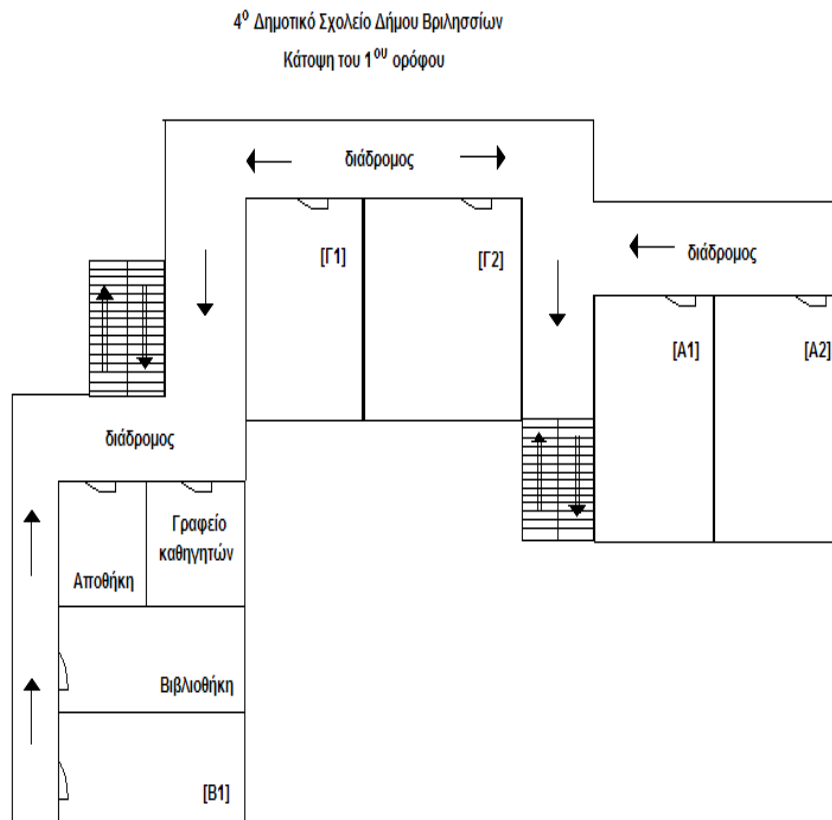 4ο Δημοτικό Σχολείο Δήμου Βριλησσίων
Κάτοψη του 1ου ορόφου
διάδρομος
[Γ1]
[Γ2]
διάδρομος
[Α1]
[Α2]
διάδρομος
Γραφείο
καθηγητών
Αποθήκη
Βιβλιοθήκη
[Β1]